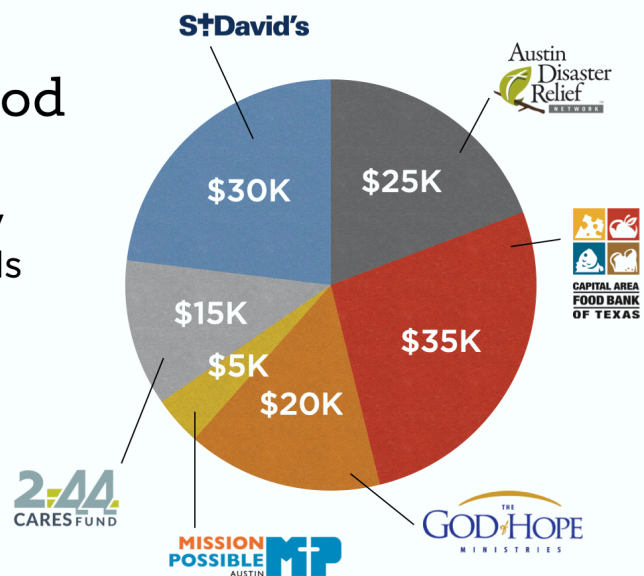 St David's
od
Austin
Disaster
Relief
NETWORK
$30K
$25K
ls
CAPITAL AREA
FOOD BANK
OF TEXAS
$15K
$35K
$5K
$20K
2=44
CARES FUND
THE
GOD of HOPE
MINISTRIES
MISSION
POSSIBLE
AUSTIN
MP